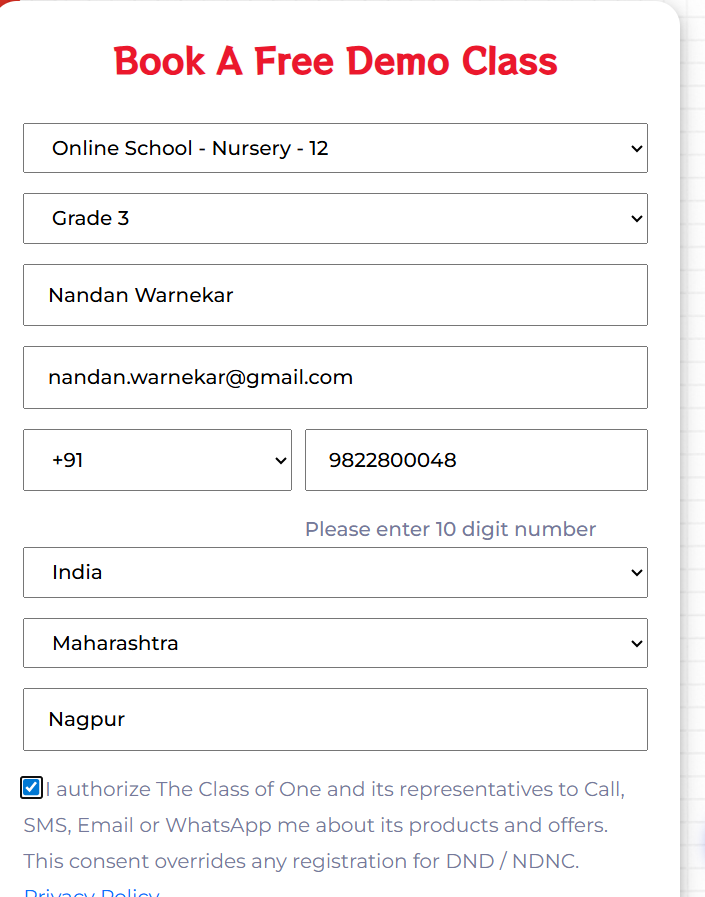 Book A Free Demo Class
Online School - Nursery - 12
Grade 3
Nandan Warnekar
nandan.warnekar@gmail.com
+91 9822800048
Please enter 10 digit number
India
Maharashtra
Nagpur
I authorize The Class of One and its representatives to Call,
SMS, Email or WhatsApp me about its products and offers.
This consent overrides any registration for DND / NDNC.
Privacy Policy